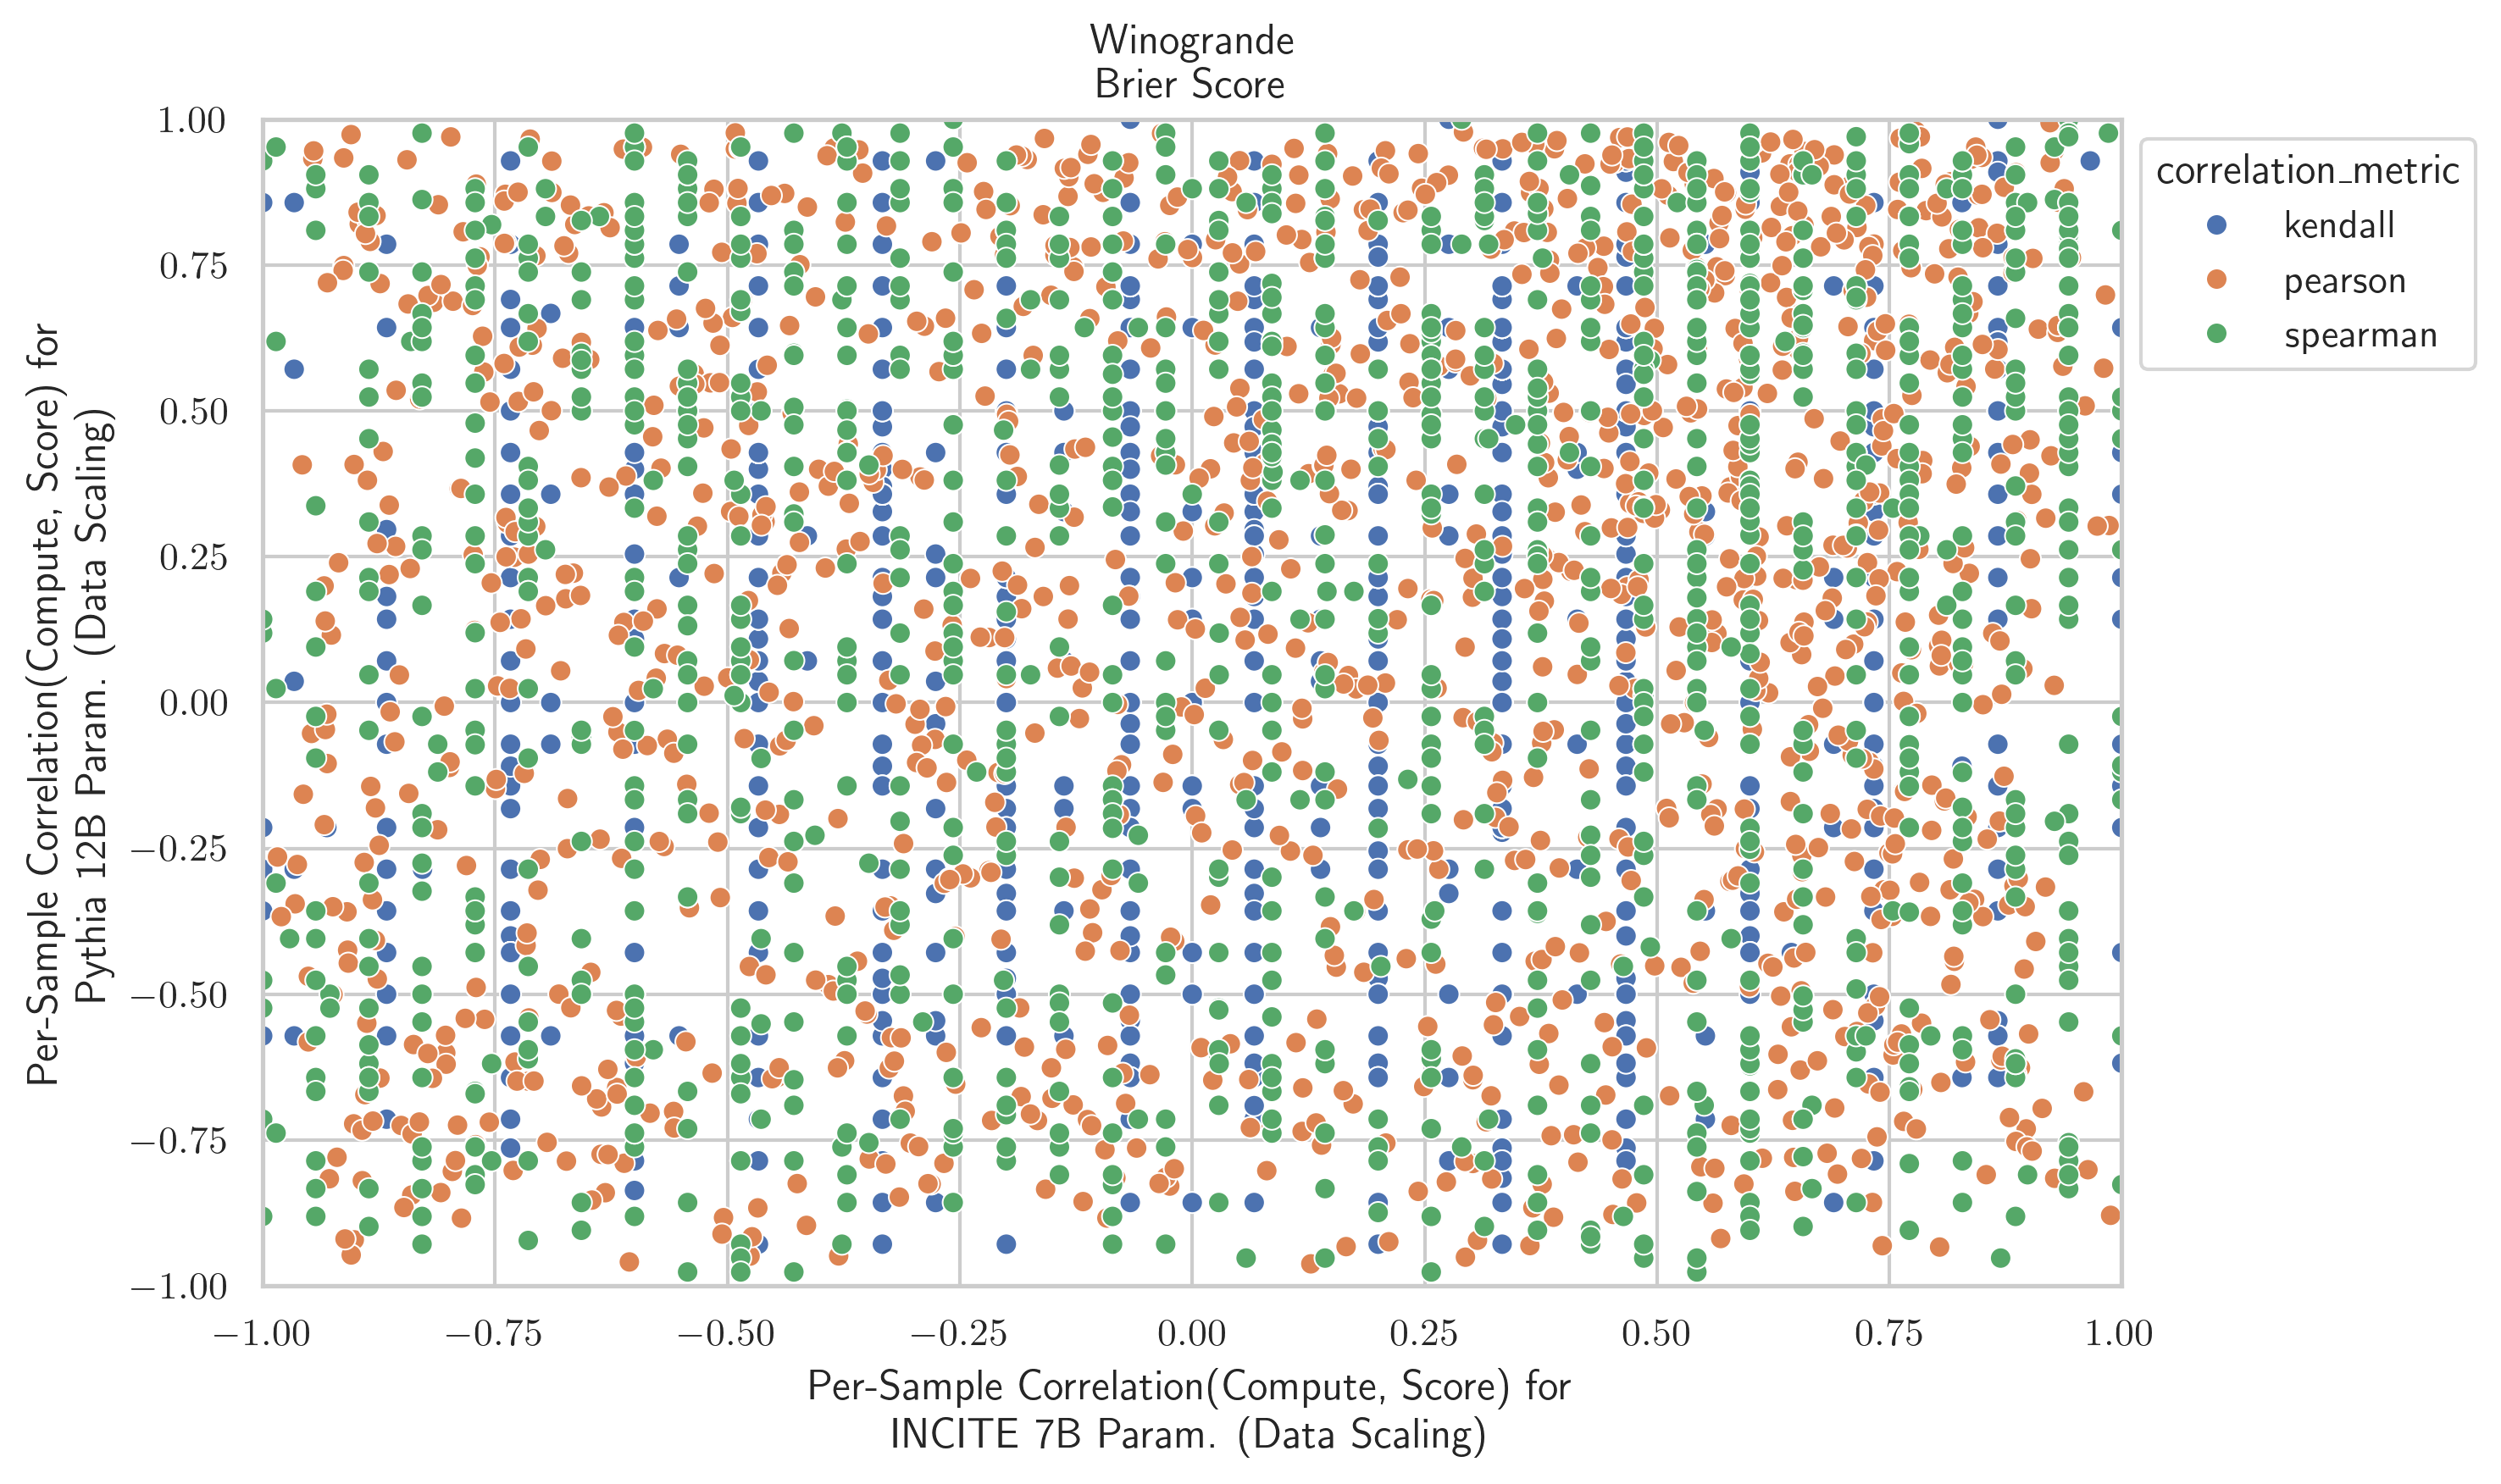 Winogrande
Brier Score
Per-Sample Correlation(Compute, Score) for
Pythia 12B Param. (Data Scaling)
1.00
0.75
0.50
0.25
0.00
−0.25
−0.50
−0.75
−1.00
−1.00
−0.75
−0.50
−0.25
0.00
0.25
0.50
0.75
1.00
Per-Sample Correlation(Compute, Score) for
INCITE 7B Param. (Data Scaling)
correlation_metric
kendall
pearson
spearman